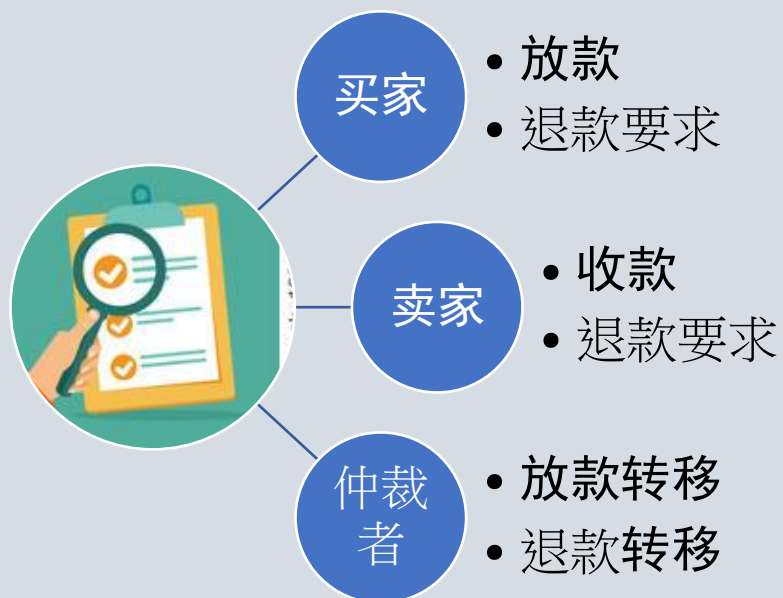 买家
• 放款
• 退款要求
卖家
• 收款
• 退款要求
仲裁
者
• 放款转移
• 退款转移